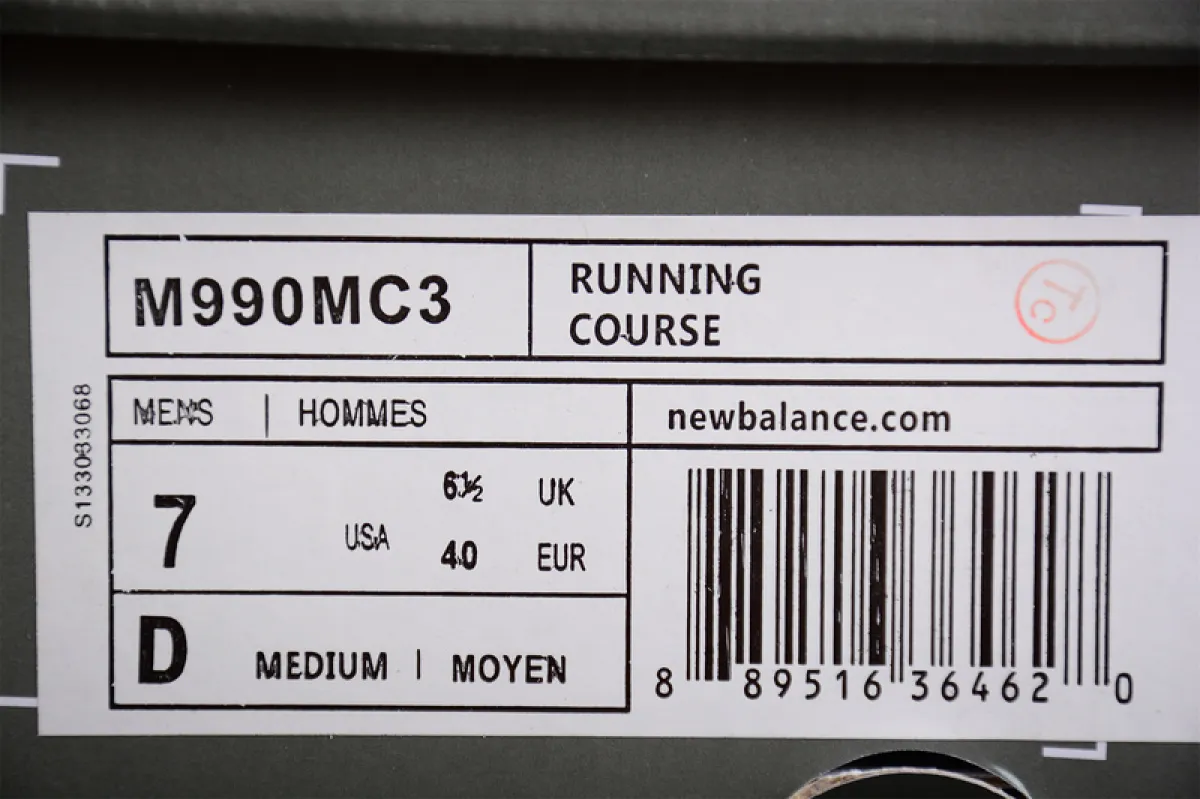 M990MC3
RUNNING
COURSE
MENS | HOMMES
newbalance.com
7
USA
6½ UK
40 EUR
D
MEDIUM | MOYEN
8 89516 36462 0
S133083068